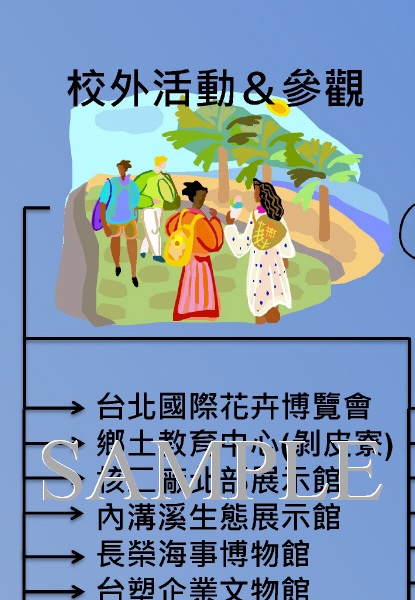 校外活動＆參觀
台北國際花卉博覽會
鄉土教育中心(剝皮寮)
核二廠北部展示館
SAMPLE
內溝溪生態展示館
長榮海事博物館
台塑企業文物館